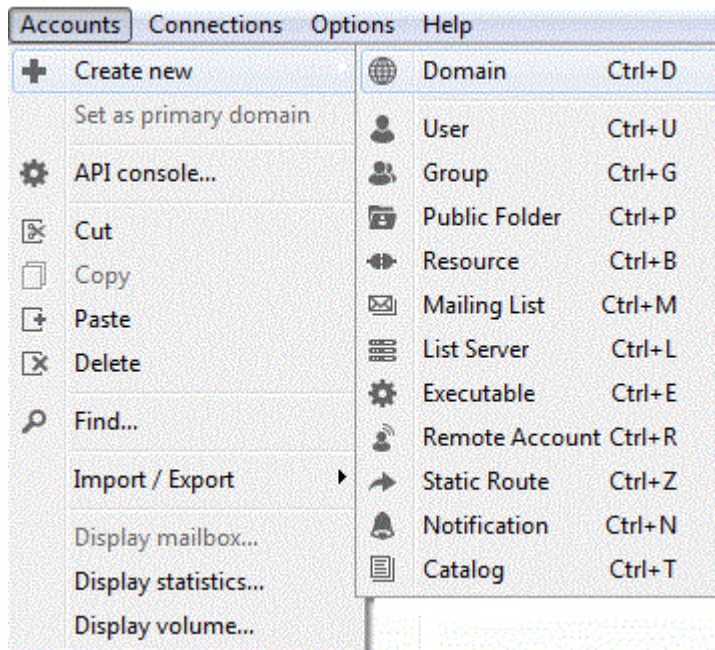 Accounts Connections Options Help
Create new
Set as primary domain
API console...
Cut
Copy
Paste
Delete
Find...
Import / Export
Display mailbox...
Display statistics...
Display volume...
Domain Ctrl+D
User Ctrl+U
Group Ctrl+G
Public Folder Ctrl+P
Resource Ctrl+B
Mailing List Ctrl+M
List Server Ctrl+L
Executable Ctrl+E
Remote Account Ctrl+R
Static Route Ctrl+Z
Notification Ctrl+N
Catalog Ctrl+T